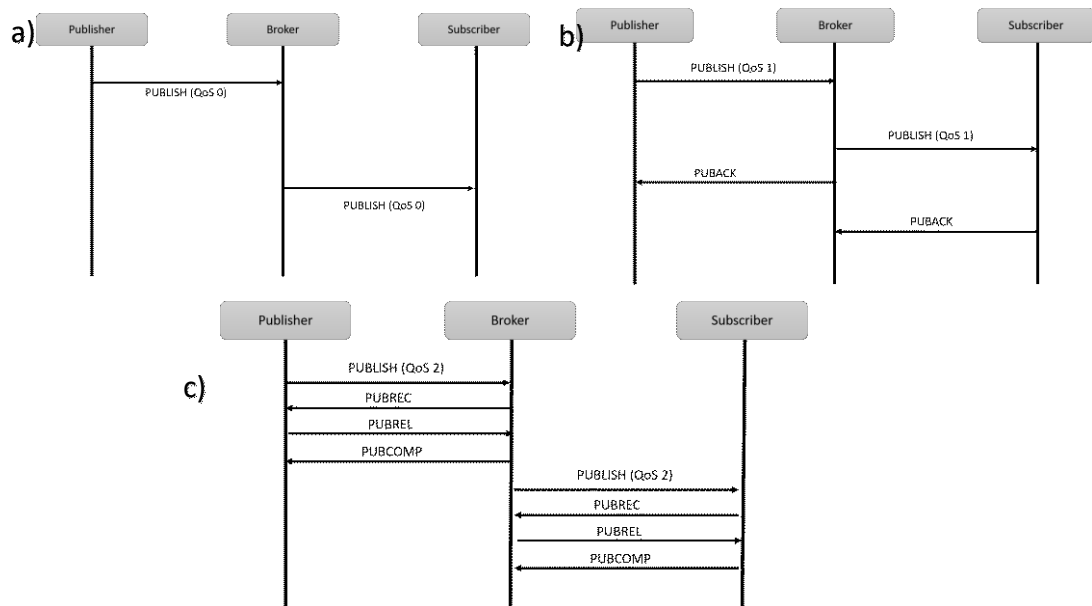 a)
Publisher
Broker
Subscriber
PUBLISH (QoS 0)
PUBLISH (QoS 0)
b)
Publisher
Broker
Subscriber
PUBLISH (QoS 1)
PUBLISH (QoS 1)
PUBACK
PUBACK
c)
Publisher
Broker
Subscriber
PUBLISH (QoS 2)
PUBREC
PUBREL
PUBCOMP
PUBLISH (QoS 2)
PUBREC
PUBREL
PUBCOMP